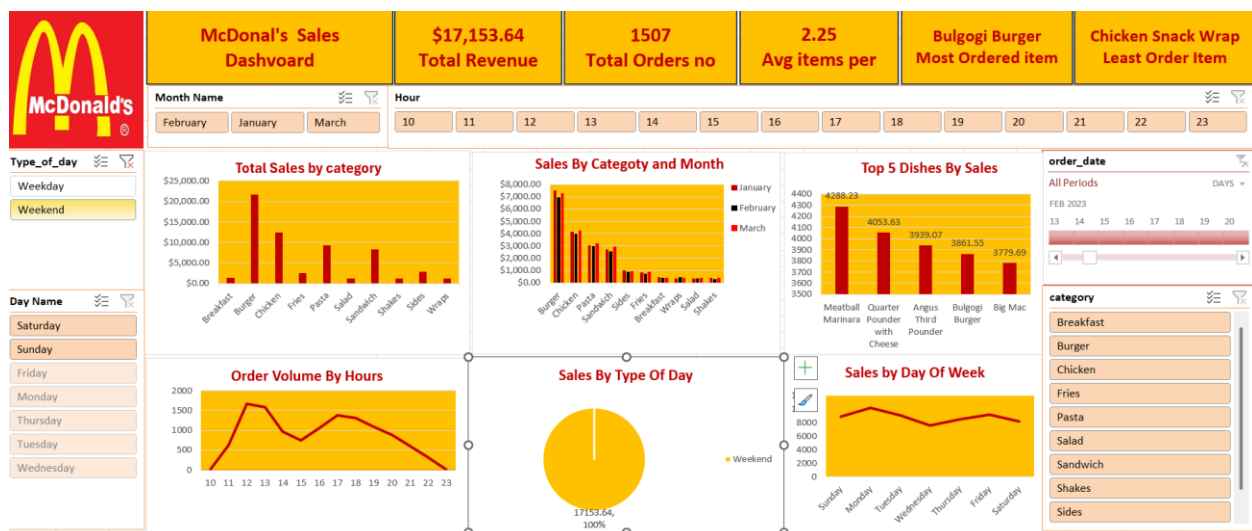 McDonald's
®
McDonal's Sales
Dashvoard
$17,153.64
Total Revenue
1507
Total Orders no
2.25
Avg items per
Bulgogi Burger
Most Ordered item
Chicken Snack Wrap
Least Order Item
Month Name
February
January
March
Hour
10
11
12
13
14
15
16
17
18
19
20
21
22
23
Type_of_day
Weekday
Weekend
Day Name
Saturday
Sunday
Friday
Monday
Thursday
Tuesday
Wednesday
Total Sales by category
$25,000.00
$20,000.00
$15,000.00
$10,000.00
$5,000.00
$0.00
Breakfast
Burger
Chicken
Fries
Pasta
Salad
Sandwich
Shakes
Sides
Wraps
Sales By Categoty and Month
$8,000.00
$7,000.00
$6,000.00
$5,000.00
$4,000.00
$3,000.00
$2,000.00
$1,000.00
$0.00
Burger
Chicken
Pasta
Sandwich
Sides
Fries
Breakfast
Wraps
Salad
Shakes
January
February
March
Top 5 Dishes By Sales
4400
4300
4200
4100
4000
3900
3800
3700
3600
3500
4288.23
4053.63
3939.07
3861.55
3779.69
Meatball
Marinara
Quarter
Pounder
with
Cheese
Angus
Third
Pounder
Bulgogi
Burger
Big Mac
order_date
All Periods
DAYS
FEB 2023
13
14
15
16
17
18
19
20
category
Breakfast
Burger
Chicken
Fries
Pasta
Salad
Sandwich
Shakes
Sides
Order Volume By Hours
2000
1500
1000
500
0
10
11
12
13
14
15
16
17
18
19
20
21
22
23
Sales By Type Of Day
Weekend
17153.64,
100%
Sales by Day Of Week
8000
6000
4000
2000
0
Sunday
Monday
Tuesday
Wednesday
Thursday
Friday
Saturday